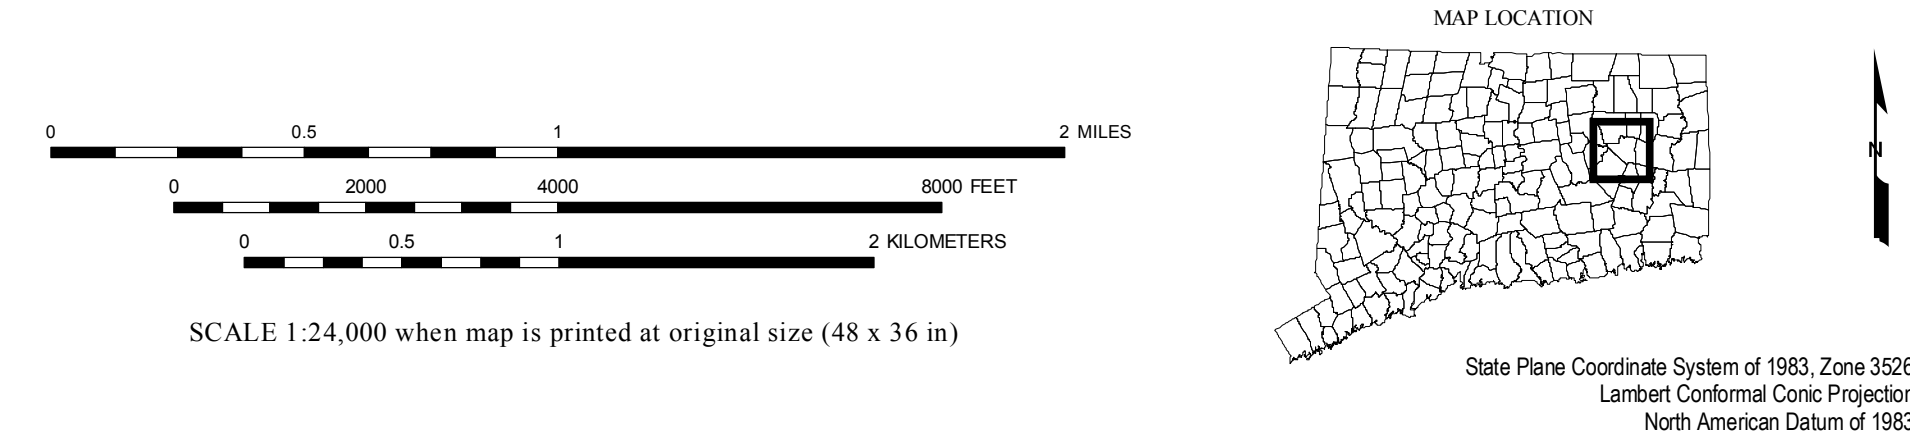 MAP LOCATION
0 0.5 1 2 MILES
0 2000 4000 8000 FEET
0 0.5 1 2 KILOMETERS
SCALE 1:24,000 when map is printed at original size (48 x 36 in)
N
State Plane Coordinate System of 1983, Zone 3526
Lambert Conformal Conic Projection
North American Datum of 1983